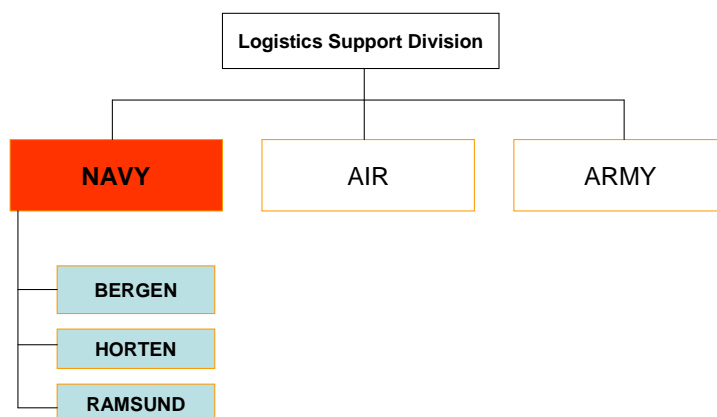 Logistics Support Division
NAVY
AIR
ARMY
BERGEN
HORTEN
RAMSUND